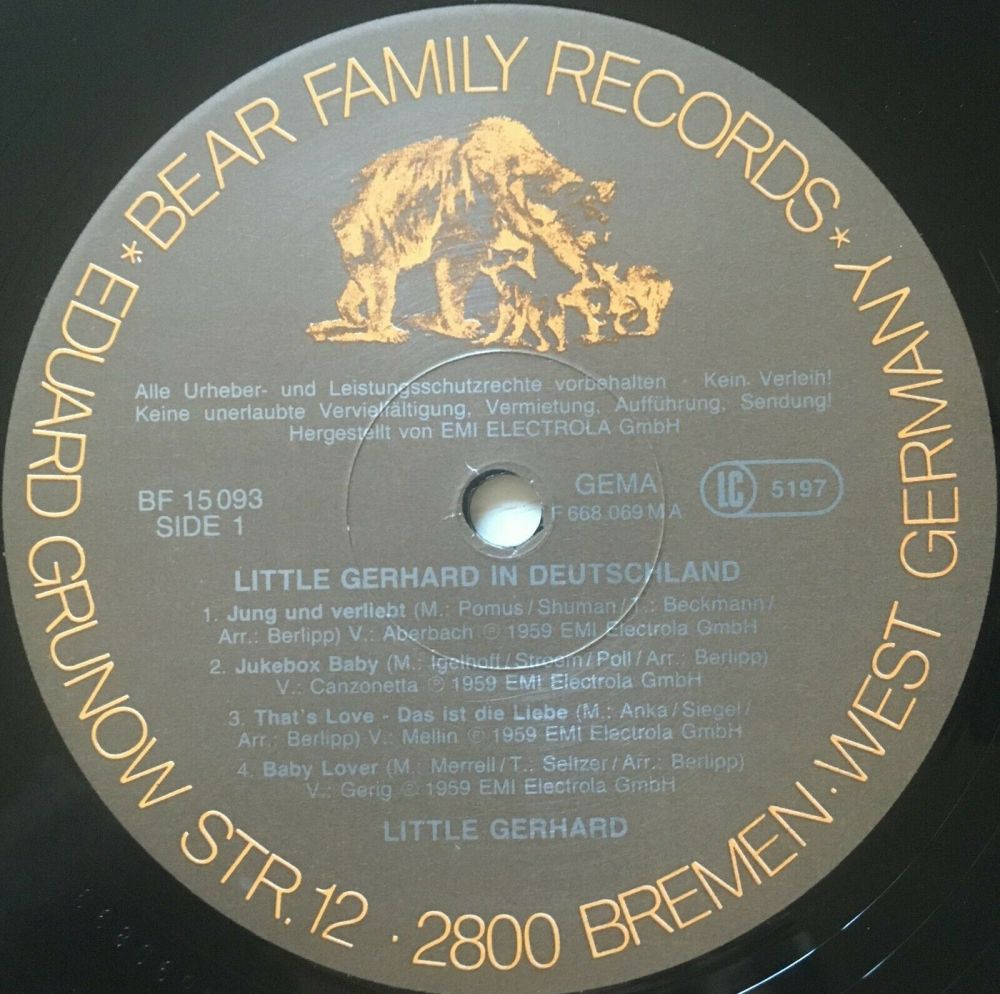 *BEAR FAMILY RECORDS*
EDUARD GRUNOW STR.12 · 2800 BREMEN·WEST GERMANY
Alle Urheber- und Leistungsschutzrechte vorbehalten · Kein Verleih!
Keine unerlaubte Vervielfältigung, Vermietung, Aufführung, Sendung!
Hergestellt von EMI ELECTROLA GmbH
BF 15 093
SIDE 1
GEMA
F 668.069 M A
LC 5197
LITTLE GERHARD IN DEUTSCHLAND
1. Jung und verliebt (M.: Pomus/Shuman/T.: Beckmann/
Arr.: Berlipp) V.: Aberbach ℗ 1959 EMI Electrola GmbH
2. Jukebox Baby (M.: Igelhoff/Stroem/Poll/Arr.: Berlipp)
V.: Canzonetta ℗ 1959 EMI Electrola GmbH
3. That's Love - Das ist die Liebe (M.: Anka/Siegel/
Arr.: Berlipp) V.: Mellin ℗ 1959 EMI Electrola GmbH
4. Baby Lover (M.: Merrell/T.: Seltzer/Arr.: Berlipp)
V.: Gerig ℗ 1959 EMI Electrola GmbH
LITTLE GERHARD